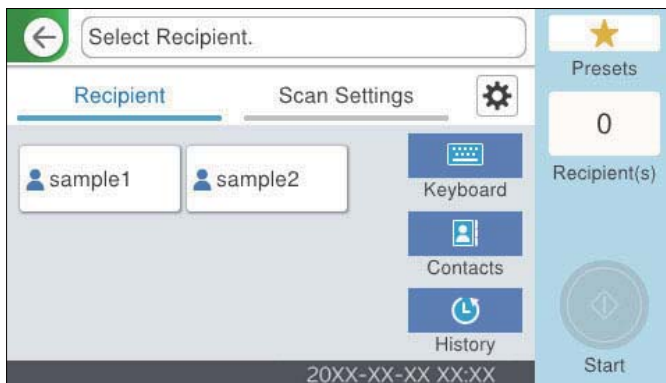 Select Recipient.
Presets
Recipient
Scan Settings
0
Recipient(s)
sample1
sample2
Keyboard
Contacts
History
Start
20XX-XX-XX XX:XX